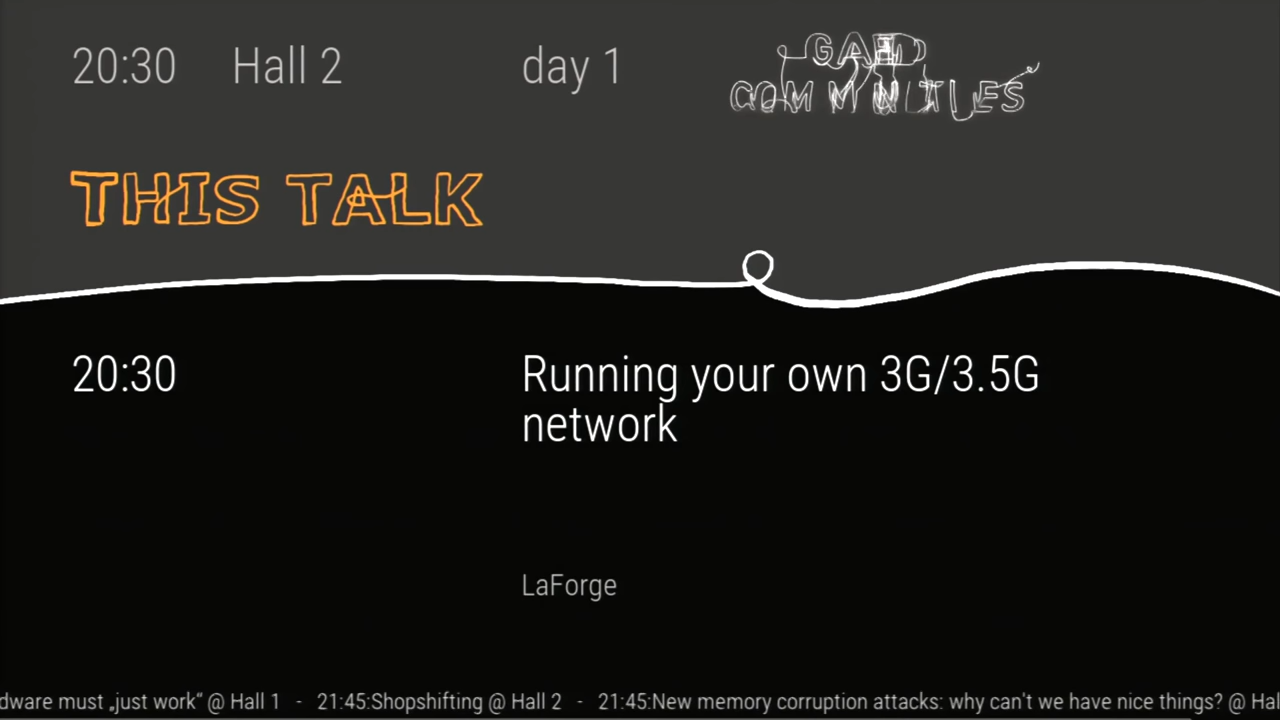 20:30 Hall 2 day 1
GATED
COMMUNITIES
THIS TALK
20:30 Running your own 3G/3.5G
network
LaForge
dware must „just work“ @ Hall 1 - 21:45:Shopshifting @ Hall 2 - 21:45:New memory corruption attacks: why can't we have nice things? @ Hal